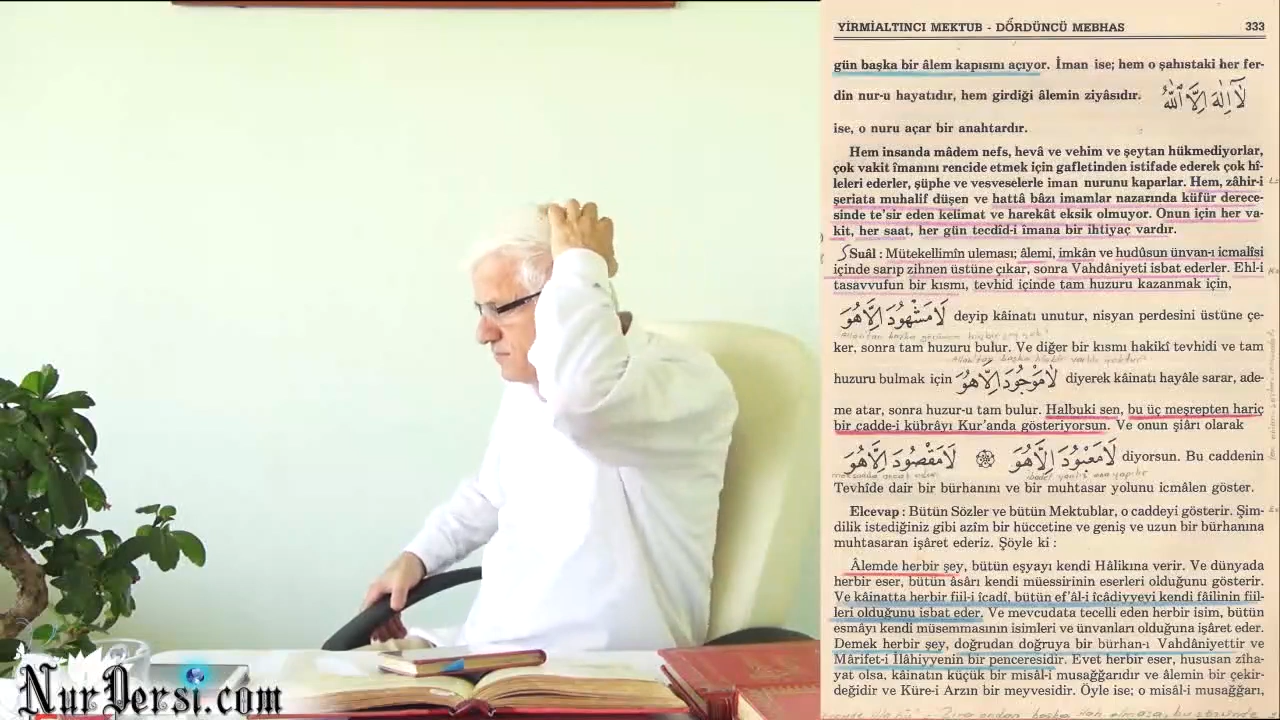 YİRMİALTINCI MEKTUB - DÖRDÜNCÜ MEBHAS 333
gün başka bir âlem kapısını açıyor. İman ise; hem o şahıstaki her fer-
din nur-u hayatıdır, hem girdiği âlemin ziyâsıdır. لَٓا اِلٰهَ اِلَّا اللّٰهُ
ise, o nuru açar bir anahtardır.
Hem insanda mâdem nefs, hevâ ve vehim ve şeytan hükmediyorlar,
çok vakit îmanını rencide etmek için gafletinden istifade ederek çok hî-
leleri ederler, şüphe ve vesveselerle iman nurunu kaparlar. Hem, zâhir-i
şeriata muhalif düşen ve hattâ bâzı imamlar nazarında küfür derece-
sinde te'sir eden kelimat ve harekât eksik olmuyor. Onun için her va-
kit, her saat, her gün tecdîd-i îmana bir ihtiyaç vardır.
Suâl : Mütekellimîn uleması; âlemi, imkân ve hudûsun ünvan-ı icmalîsi
içinde sarıp zihnen üstüne çıkar, sonra Vahdâniyeti isbat ederler. Ehl-i
tasavvufun bir kısmı, tevhid içinde tam huzuru kazanmak için,
لَا مَشْهُودَ اِلَّا هُوَ deyip kâinatı unutur, nisyan perdesini üstüne çe-
ker, sonra tam huzuru bulur. Ve diğer bir kısmı hakikî tevhidi ve tam
huzuru bulmak için لَا مَوْجُودَ اِلَّا هُوَ diyerek kâinatı hayâle sarar, ade-
me atar, sonra huzur-u tam bulur. Halbuki sen, bu üç meşrepten hariç
bir cadde-i kübrâyı Kur'anda gösteriyorsun. Ve onun şiârı olarak
لَا مَعْبُودَ اِلَّا هُوَ ۞ لَا مَقْصُودَ اِلَّا هُوَ diyorsun. Bu caddenin
Tevhîde dair bir bürhanını ve bir muhtasar yolunu icmâlen göster.
Elcevap : Bütün Sözler ve bütün Mektublar, o caddeyi gösterir. Şim-
dilik istediğiniz gibi azîm bir hüccetine ve geniş ve uzun bir bürhanına
muhtasaran işâret ederiz. Şöyle ki :
Âlemde herbir şey, bütün eşyayı kendi Hâlikına verir. Ve dünyada
herbir eser, bütün âsârı kendi müessirinin eserleri olduğunu gösterir.
Ve kâinatta herbir fiil-i îcadî, bütün ef'âl-i îcâdiyyeyi kendi fâilinin fiil-
leri olduğunu isbat eder. Ve mevcudata tecelli eden herbir isim, bütün
esmâyı kendi müsemmasının isimleri ve ünvanları olduğuna işâret eder.
Demek herbir şey, doğrudan doğruya bir bürhan-ı Vahdâniyettir ve
Mârifet-i İlâhiyyenin bir penceresidir. Evet herbir eser, hususan zîha-
yat olsa, kâinatın küçük bir misâl-i musağğarıdır ve âlemin bir çekir-
değidir ve Küre-i Arzın bir meyvesidir. Öyle ise; o misâl-i musağğarı,
NurDersi.com